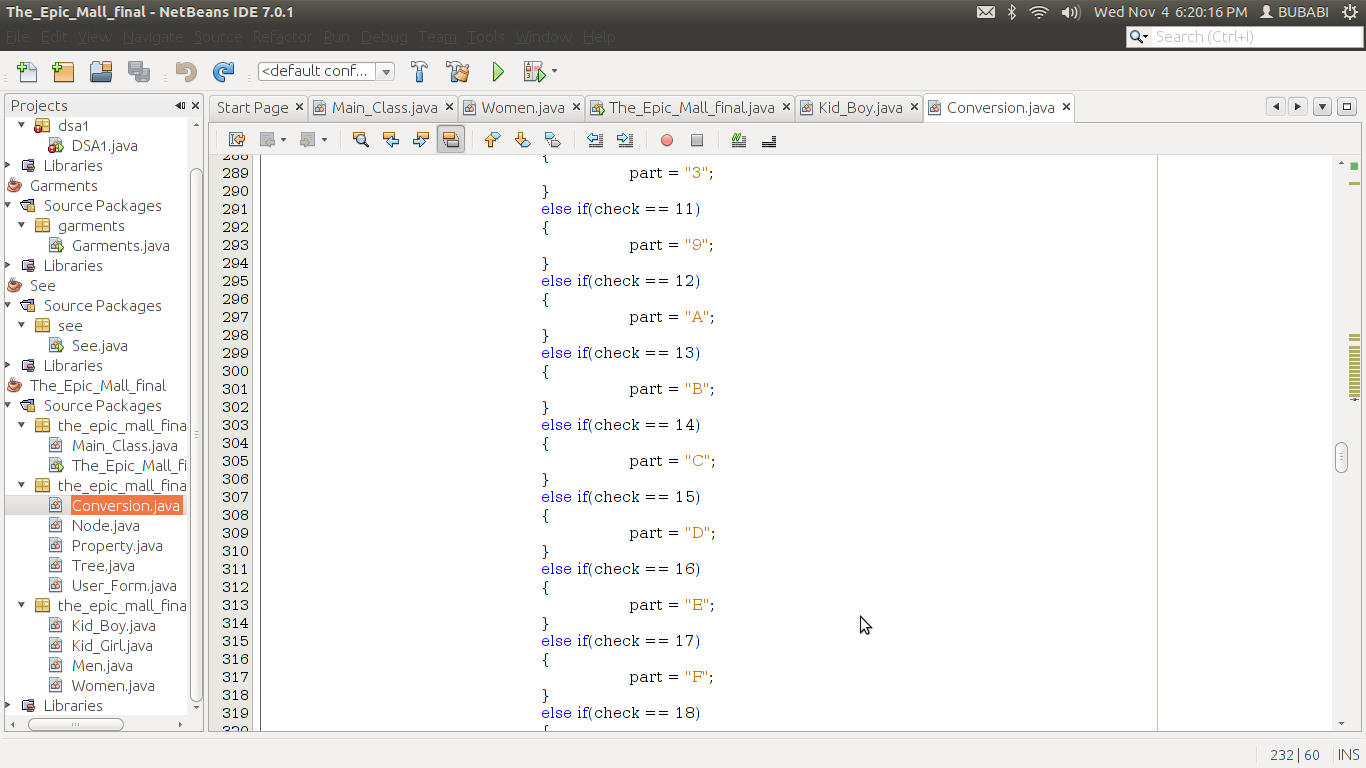 The_Epic_Mall_final - NetBeans IDE 7.0.1
Wed Nov 4 6:20:16 PM BUBABI
File Edit View Navigate Source Refactor Run Debug Team Tools Window Help
Search (Ctrl+I)
<default conf...
Projects
Start Page Main_Class.java Women.java The_Epic_Mall_final.java Kid_Boy.java Conversion.java
dsa1
DSA1.java
Libraries
Garments
Source Packages
garments
Garments.java
Libraries
See
Source Packages
see
See.java
Libraries
The_Epic_Mall_final
Source Packages
the_epic_mall_fina
Main_Class.java
The_Epic_Mall_fi
the_epic_mall_fina
Conversion.java
Node.java
Property.java
Tree.java
User_Form.java
the_epic_mall_fina
Kid_Boy.java
Kid_Girl.java
Men.java
Women.java
Libraries
288 {
289 part = "3";
290 }
291 else if(check == 11)
292 {
293 part = "9";
294 }
295 else if(check == 12)
296 {
297 part = "A";
298 }
299 else if(check == 13)
300 {
301 part = "B";
302 }
303 else if(check == 14)
304 {
305 part = "C";
306 }
307 else if(check == 15)
308 {
309 part = "D";
310 }
311 else if(check == 16)
312 {
313 part = "E";
314 }
315 else if(check == 17)
316 {
317 part = "F";
318 }
319 else if(check == 18)
320 {
232 | 60 INS